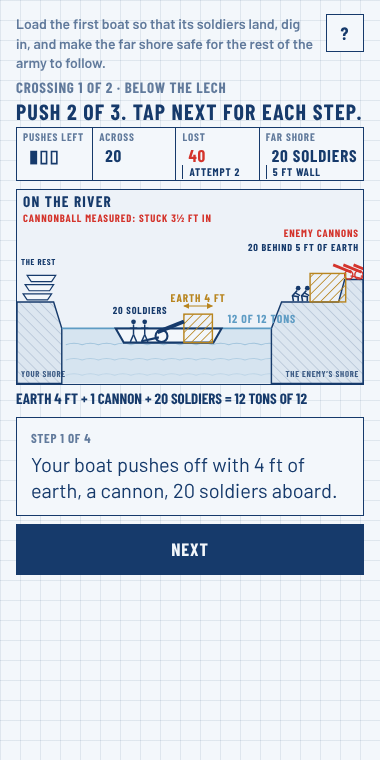 Load the first boat so that its soldiers land, dig
in, and make the far shore safe for the rest of the
army to follow.
?
CROSSING 1 OF 2 · BELOW THE LECH
PUSH 2 OF 3. TAP NEXT FOR EACH STEP.
PUSHES LEFT
ACROSS
20
LOST
40
ATTEMPT 2
FAR SHORE
20 SOLDIERS
5 FT WALL
ON THE RIVER
CANNONBALL MEASURED: STUCK 3½ FT IN
ENEMY CANNONS
20 BEHIND 5 FT OF EARTH
THE REST
EARTH 4 FT
20 SOLDIERS
12 OF 12 TONS
YOUR SHORE
THE ENEMY'S SHORE
EARTH 4 FT + 1 CANNON + 20 SOLDIERS = 12 TONS OF 12
STEP 1 OF 4
Your boat pushes off with 4 ft of
earth, a cannon, 20 soldiers aboard.
NEXT